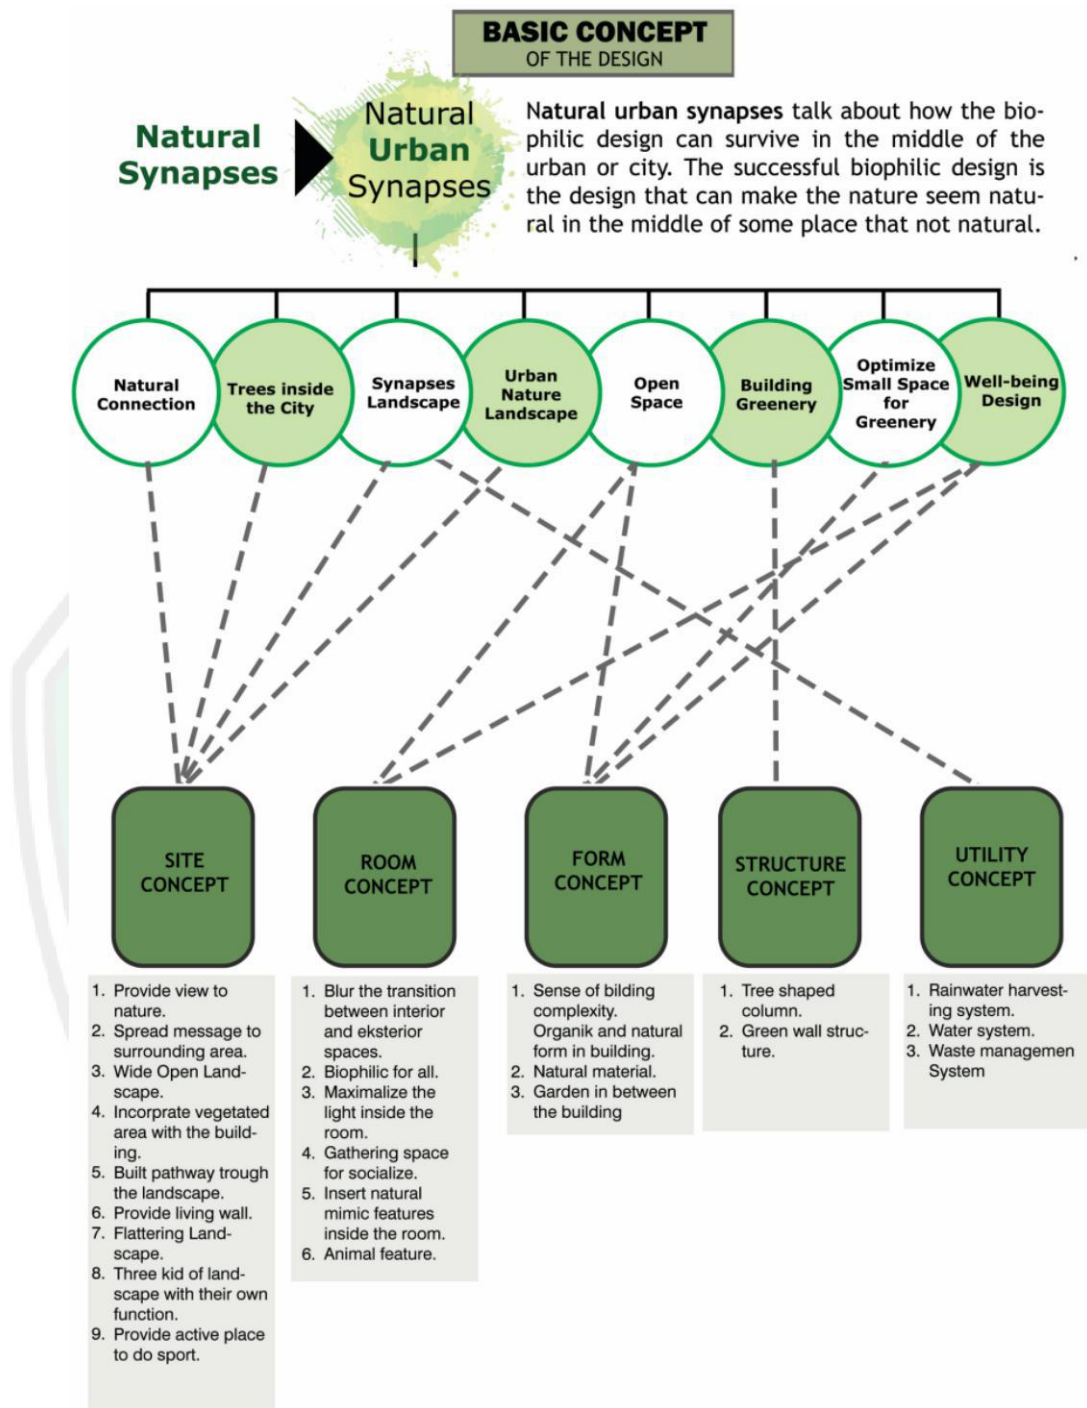 BASIC CONCEPT
OF THE DESIGN
Natural
Synapses
Natural
Urban
Synapses
Natural urban synapses talk about how the bio-
philic design can survive in the middle of the
urban or city. The successful biophilic design is
the design that can make the nature seem natu-
ral in the middle of some place that not natural.
Natural
Connection
Trees inside
the City
Synapses
Landscape
Urban
Nature
Landscape
Open
Space
Building
Greenery
Optimize
Small Space
for
Greenery
Well-being
Design
SITE
CONCEPT
ROOM
CONCEPT
FORM
CONCEPT
STRUCTURE
CONCEPT
UTILITY
CONCEPT
1. Provide view to
nature.
2. Spread message to
surrounding area.
3. Wide Open Land-
scape.
4. Incorprate vegetated
area with the build-
ing.
5. Built pathway trough
the landscape.
6. Provide living wall.
7. Flattering Land-
scape.
8. Three kid of land-
scape with their own
function.
9. Provide active place
to do sport.
1. Blur the transition
between interior
and eksterior
spaces.
2. Biophilic for all.
3. Maximalize the
light inside the
room.
4. Gathering space
for socialize.
5. Insert natural
mimic features
inside the room.
6. Animal feature.
1. Sense of bilding
complexity.
Organik and natural
form in building.
2. Natural material.
3. Garden in between
the building
1. Tree shaped
column.
2. Green wall struc-
ture.
1. Rainwater harvest-
ing system.
2. Water system.
3. Waste managemen
System